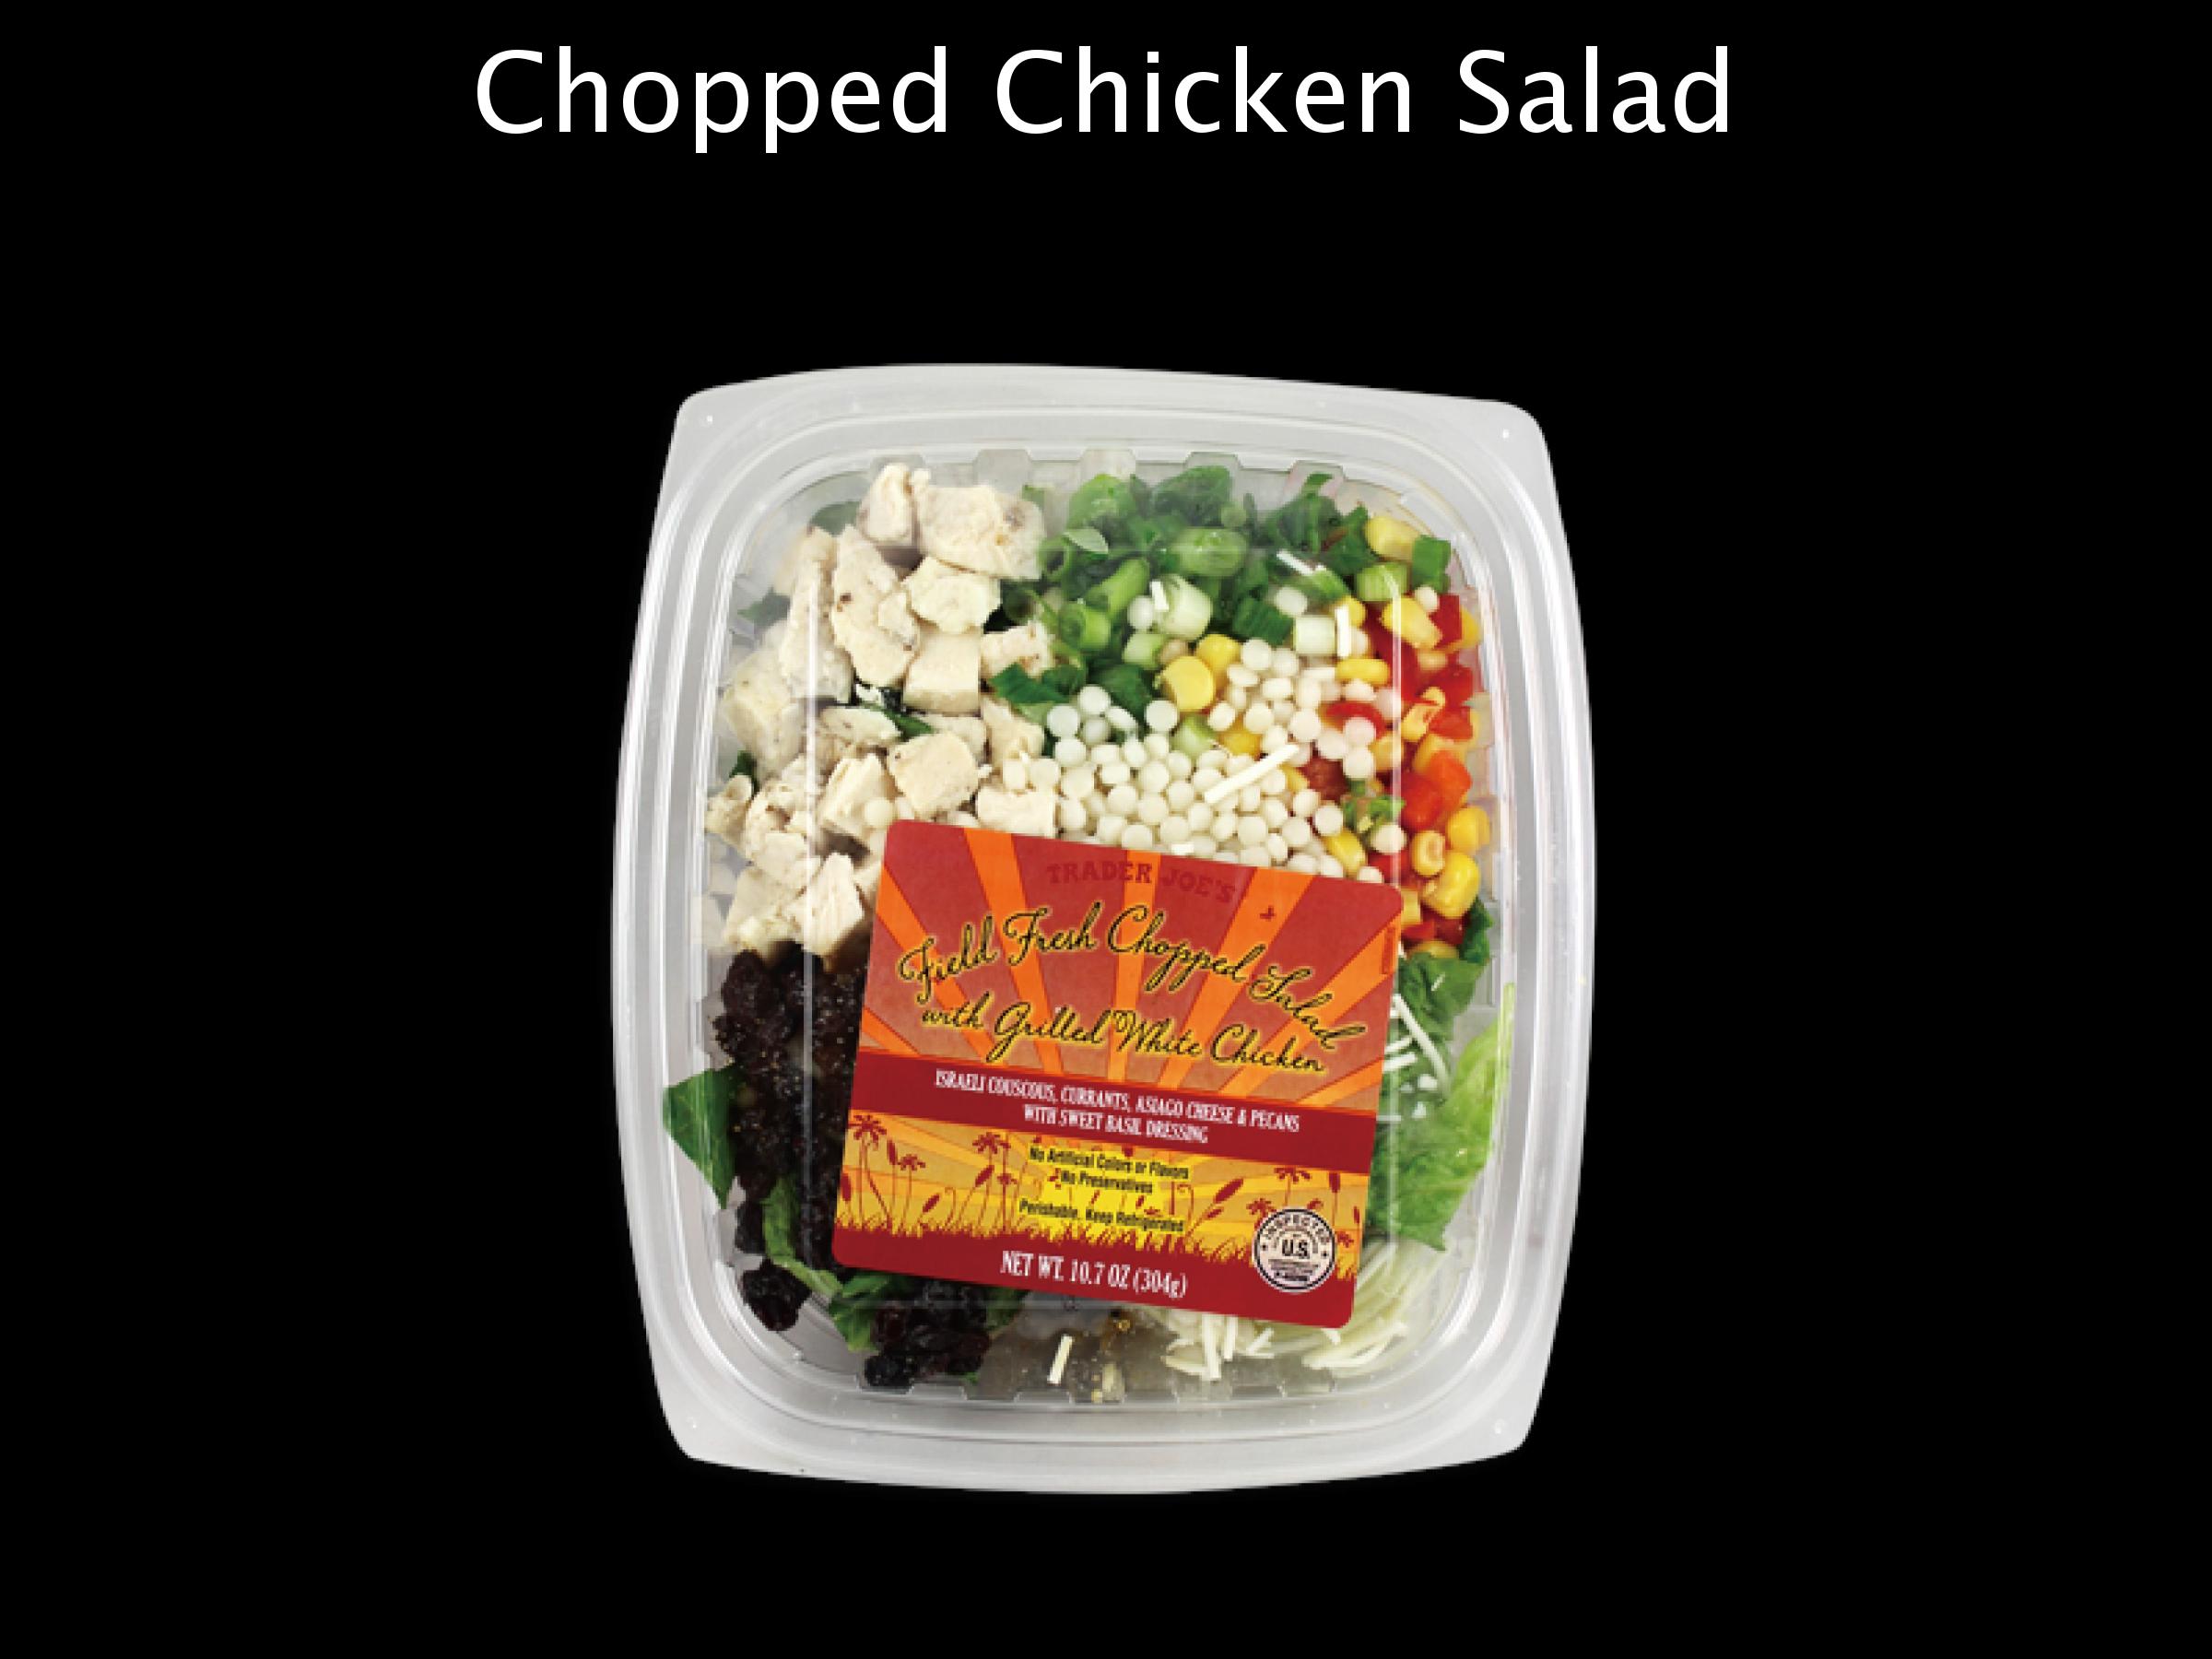 Chopped Chicken Salad
TRADER JOE'S
Field Fresh Chopped Salad
with Grilled White Chicken
ISRAELI COUSCOUS, CURRANTS, ASIAGO CHEESE & PECANS
WITH SWEET BASIL DRESSING
No Artificial Colors or Flavors
No Preservatives
Perishable, Keep Refrigerated
INSPECTED
U.S.
NET WT. 10.7 OZ (304g)